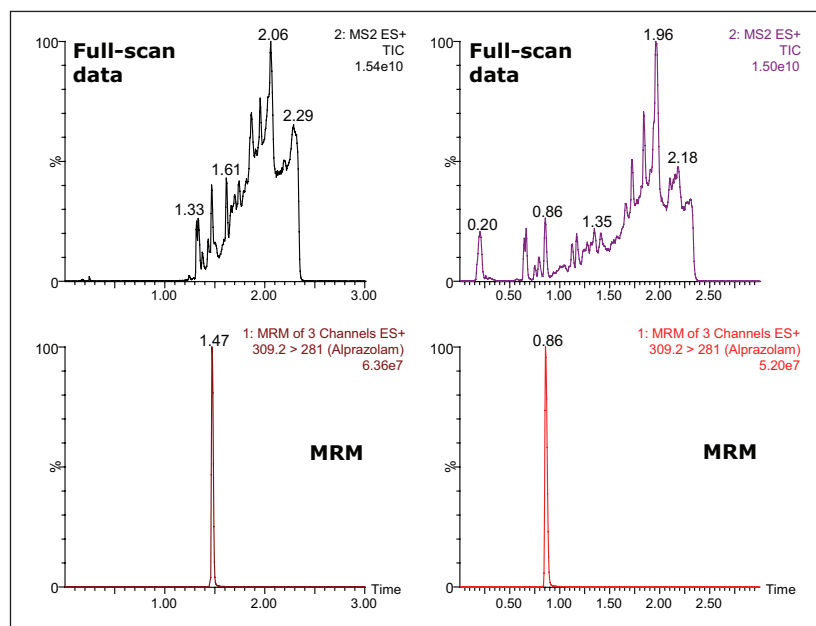 Full-scan
data
2: MS2 ES+
TIC
1.54e10
100
%
0
2.06
2.29
1.61
1.33
1.00
2.00
3.00
Full-scan
data
2: MS2 ES+
TIC
1.50e10
100
%
0
1.96
2.18
0.20
0.86
1.35
0.50
1.00
1.50
2.00
2.50
1: MRM of 3 Channels ES+
309.2 > 281 (Alprazolam)
6.36e7
100
%
0
1.47
MRM
Time
1.00
2.00
3.00
1: MRM of 3 Channels ES+
309.2 > 281 (Alprazolam)
5.20e7
100
%
0
0.86
MRM
Time
0.50
1.00
1.50
2.00
2.50